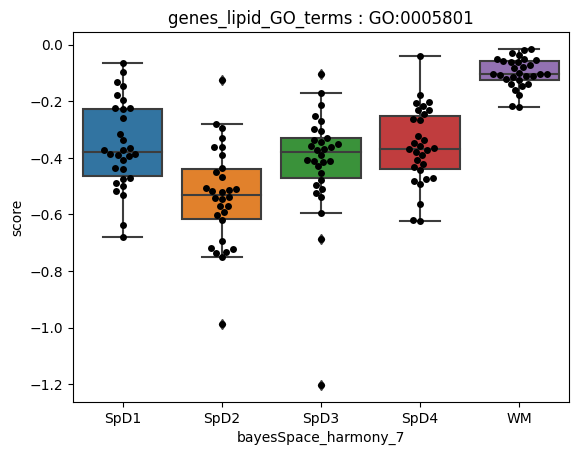 genes_lipid_GO_terms : GO:0005801
0.0
−0.2
−0.4
−0.6
−0.8
−1.0
−1.2
score
SpD1 SpD2 SpD3 SpD4 WM
bayesSpace_harmony_7